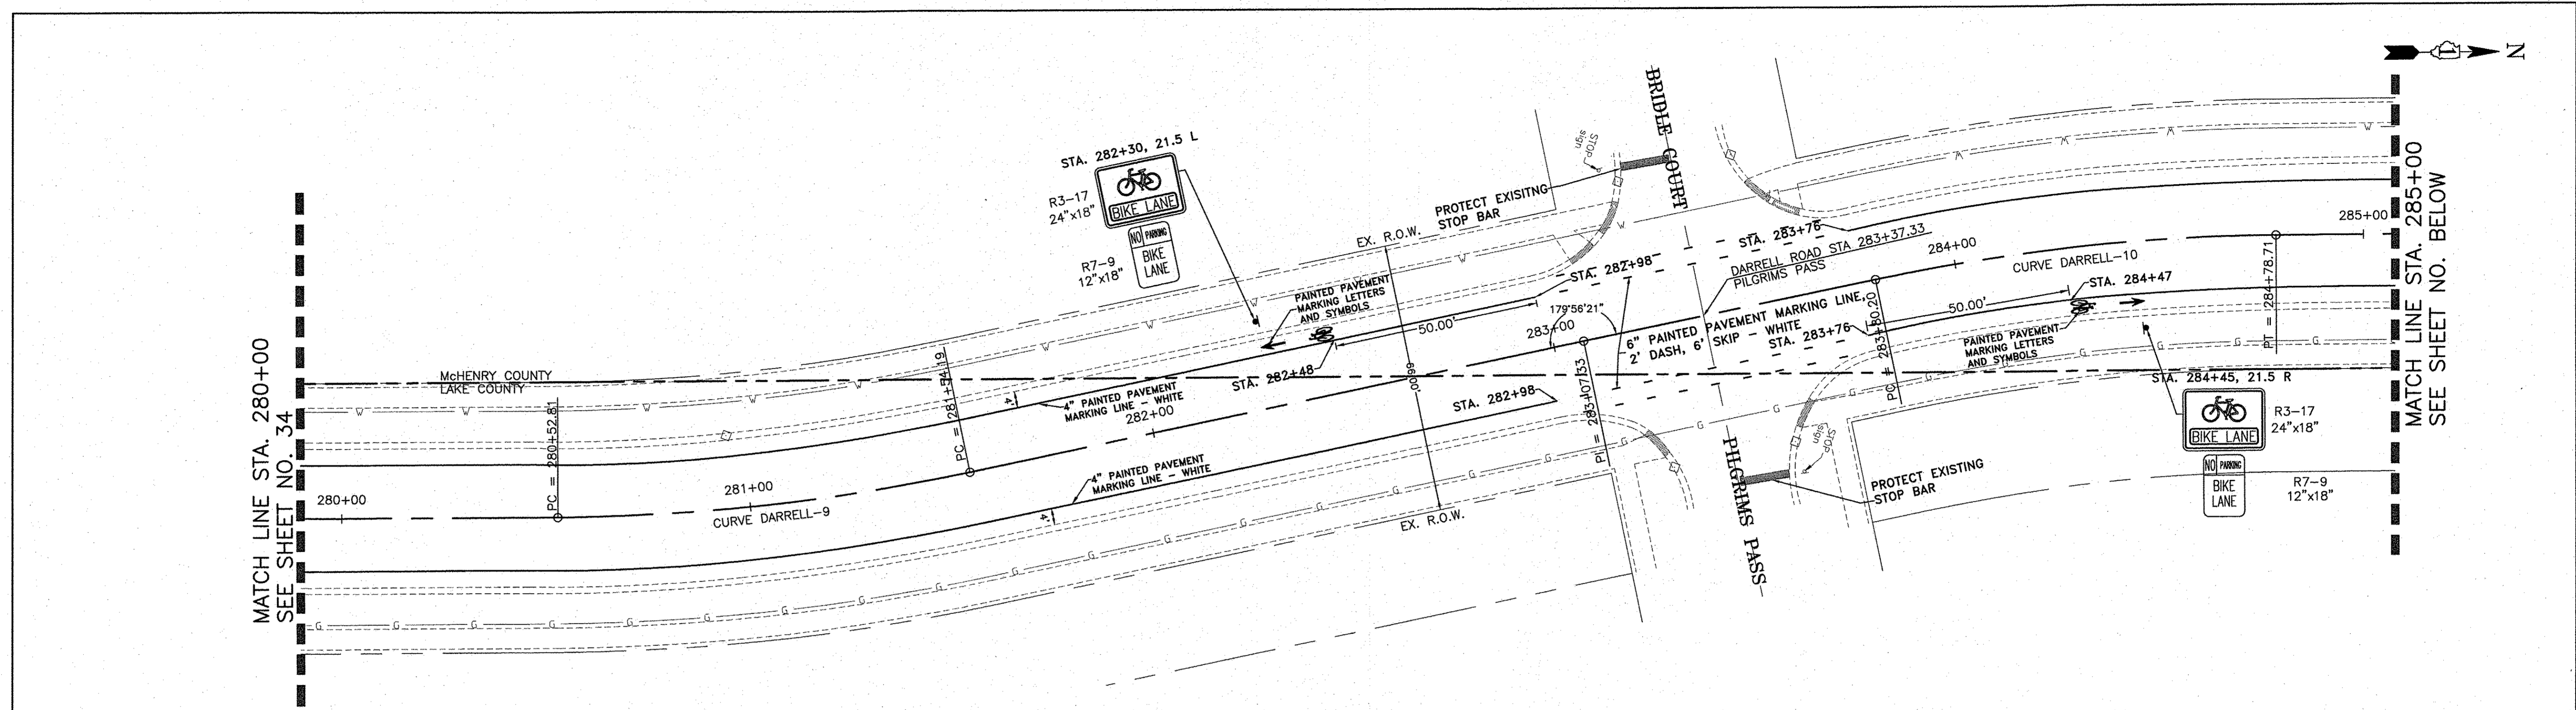 N
MATCH LINE STA. 280+00
SEE SHEET NO. 34
McHENRY COUNTY
LAKE COUNTY
280+00
PC = 280+52.81
281+00
CURVE DARRELL-9
PC = 281+54.19
282+00
4'
4" PAINTED PAVEMENT
MARKING LINE - WHITE
4'
4" PAINTED PAVEMENT
MARKING LINE - WHITE
STA. 282+30, 21.5 L
R3-17
24"x18"
BIKE LANE
NO PARKING
BIKE
LANE
R7-9
12"x18"
PAINTED PAVEMENT
MARKING LETTERS
AND SYMBOLS
STA. 282+48
50.00'
EX. R.O.W.
66.00'
EX. R.O.W.
STA. 282+98
STA. 282+98
283+00
179°56'21"
PI = 283+07.33
PROTECT EXISITNG
STOP BAR
STOP
sign
BRIDLE COURT
STA. 283+76
DARRELL ROAD STA 283+37.33
PILGRIMS PASS
6" PAINTED PAVEMENT MARKING LINE,
2' DASH, 6' SKIP - WHITE
STA. 283+76
PC = 283+80.20
284+00
CURVE DARRELL-10
50.00'
STA. 284+47
PAINTED PAVEMENT
MARKING LETTERS
AND SYMBOLS
PT = 284+78.71
285+00
STA. 284+45, 21.5 R
BIKE LANE
R3-17
24"x18"
NO PARKING
BIKE
LANE
R7-9
12"x18"
STOP
sign
PROTECT EXISTING
STOP BAR
PILGRIMS PASS
W W W W W W W W W W W
G G G G G G G G G G G G G G G G G G G G G G G
MATCH LINE STA. 285+00
SEE SHEET NO. BELOW